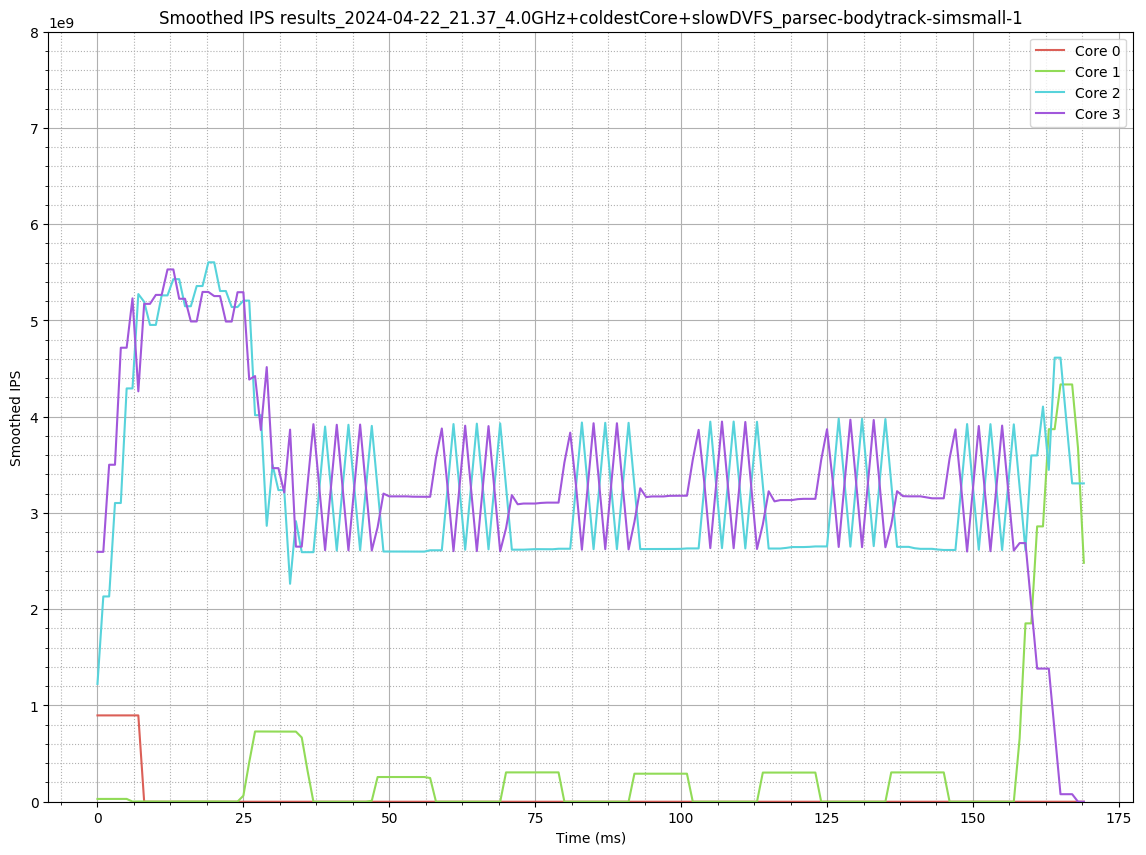 Smoothed IPS results_2024-04-22_21.37_4.0GHz+coldestCore+slowDVFS_parsec-bodytrack-simsmall-1
1e9
8
7
6
5
4
3
2
1
0
Smoothed IPS
Core 0
Core 1
Core 2
Core 3
0 25 50 75 100 125 150 175
Time (ms)